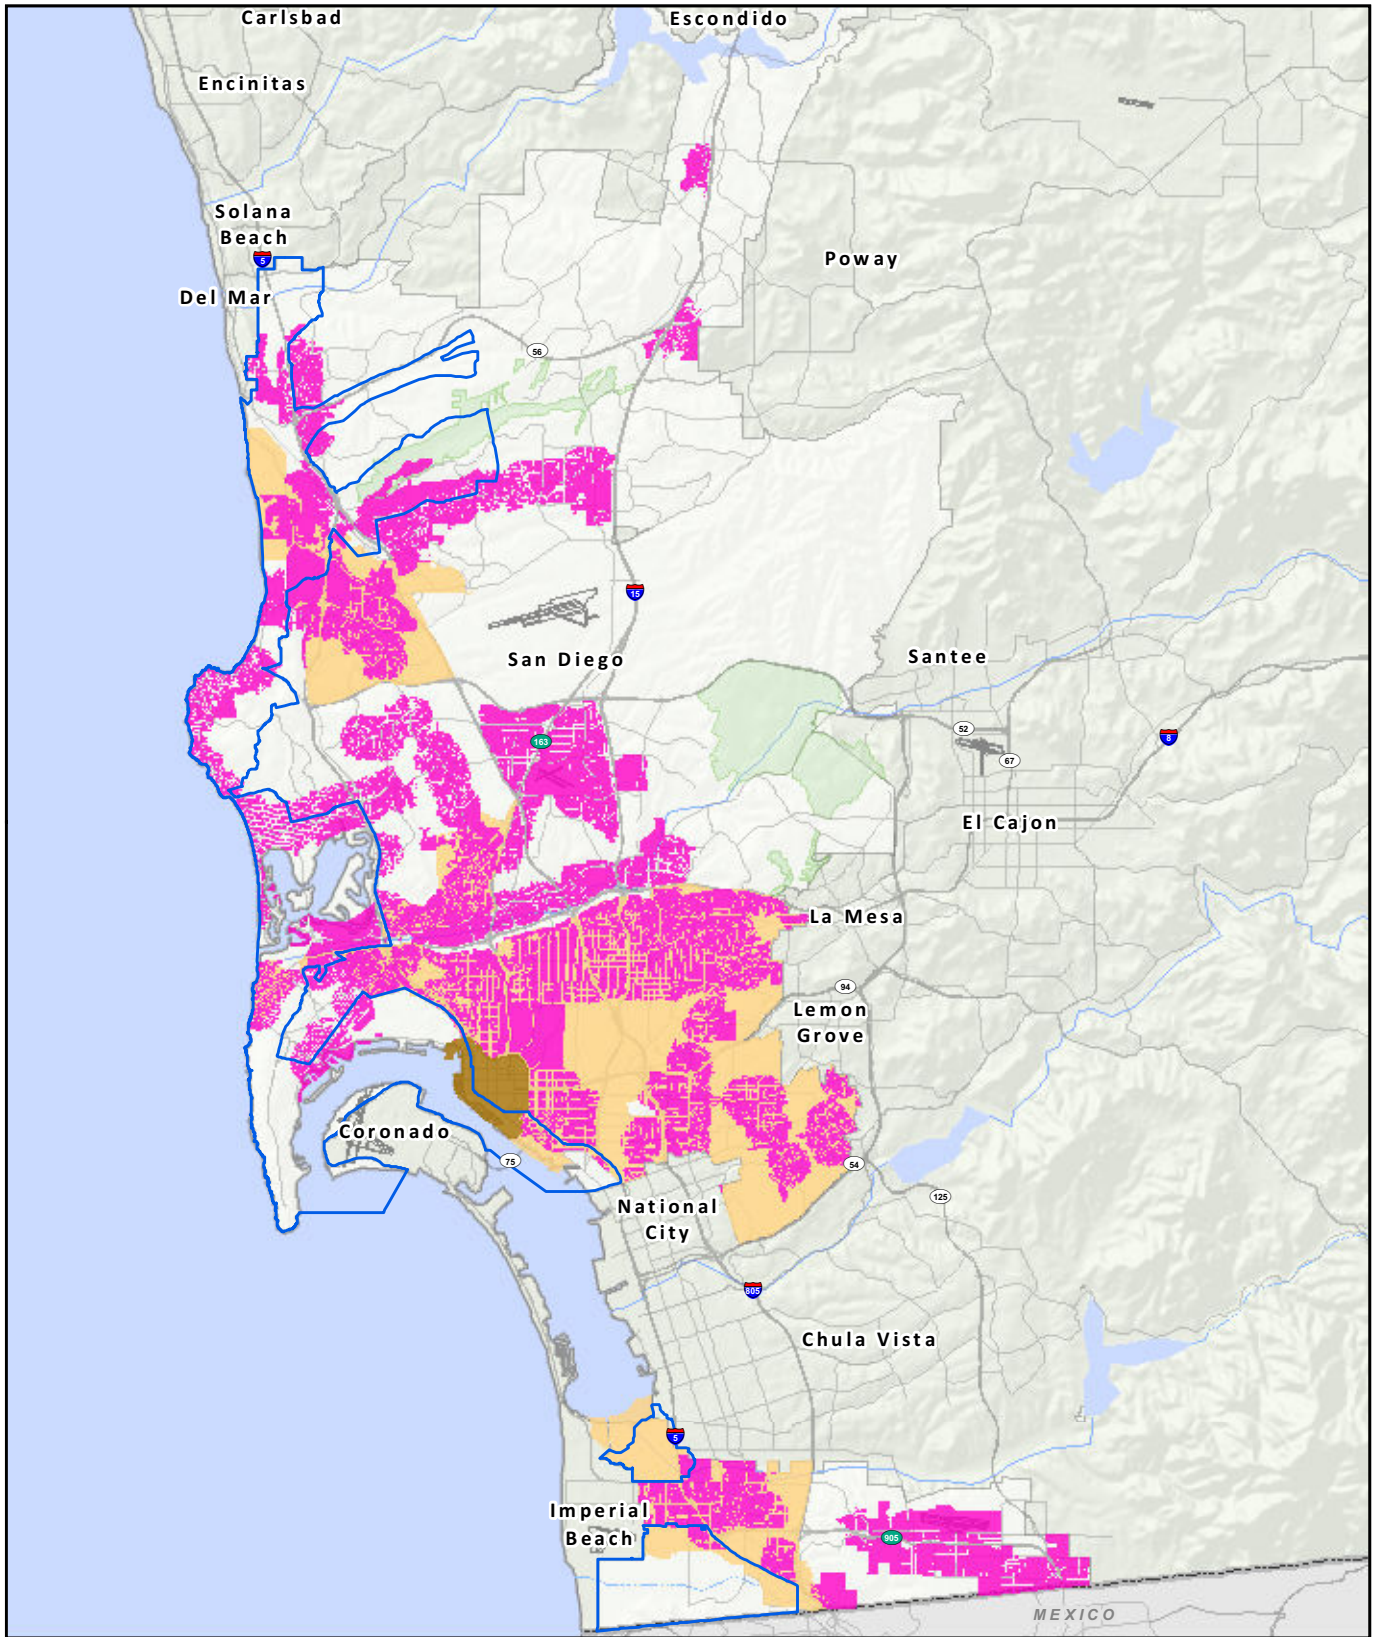 Carlsbad
Escondido
Encinitas
Solana
Beach
5
Poway
Del Mar
56
15
San Diego
Santee
52
163
8
67
El Cajon
La Mesa
94
Lemon
Grove
Coronado
75
54
125
National
City
805
Chula Vista
5
Imperial
Beach
905
MEXICO